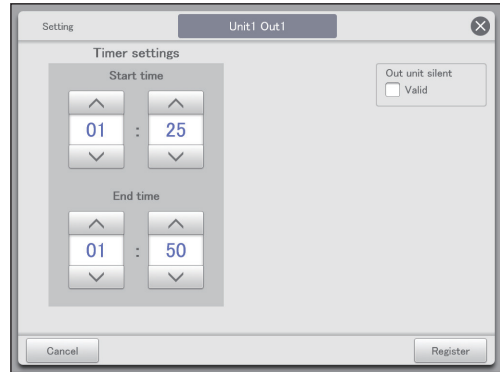 Setting
Unit1 Out1
Timer settings
Start time
01 : 25
End time
01 : 50
Out unit silent
Valid
Cancel
Register